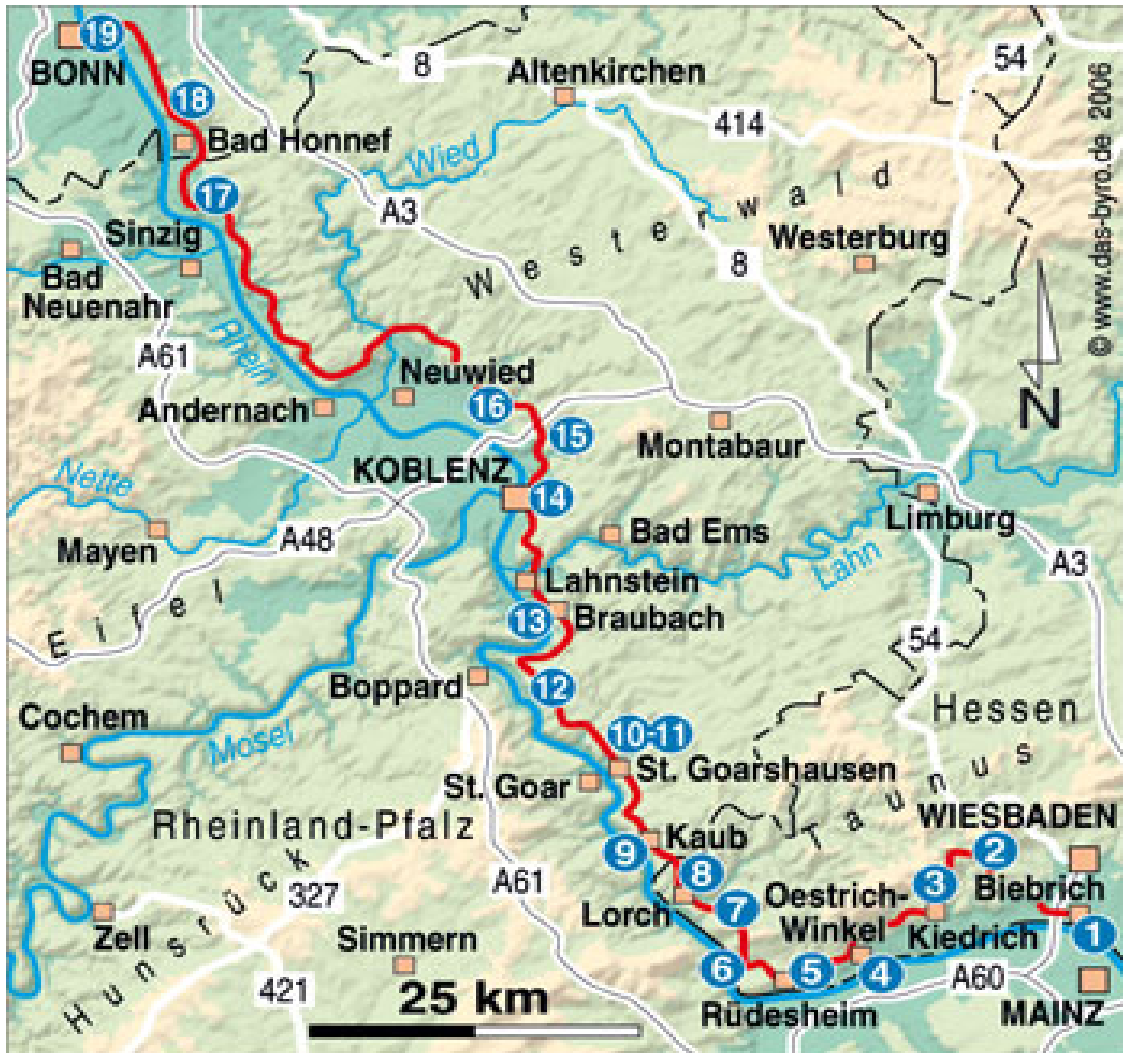 19
BONN
8
Altenkirchen
54
© www.das-byro.de 2006
18
414
Bad Honnef
Wied
17
A3
Westerwald
Sinzig
Westerburg
8
Bad
Neuenahr
Rhein
A61
N
Neuwied
Andernach
16
15
Montabaur
KOBLENZ
14
Nette
Limburg
Mayen
A48
Bad Ems
Lahn
A3
Lahnstein
Eifel
13
Braubach
54
Boppard
12
Hessen
Cochem
Mosel
10-11
St. Goarshausen
St. Goar
Taunus
Rheinland-Pfalz
WIESBADEN
Kaub
9
2
8
3
Biebrich
A61
327
Oestrich-
Winkel
7
Lorch
Kiedrich
1
Zell
Hunsrück
Simmern
6
5
4
A60
421
25 km
Rüdesheim
MAINZ